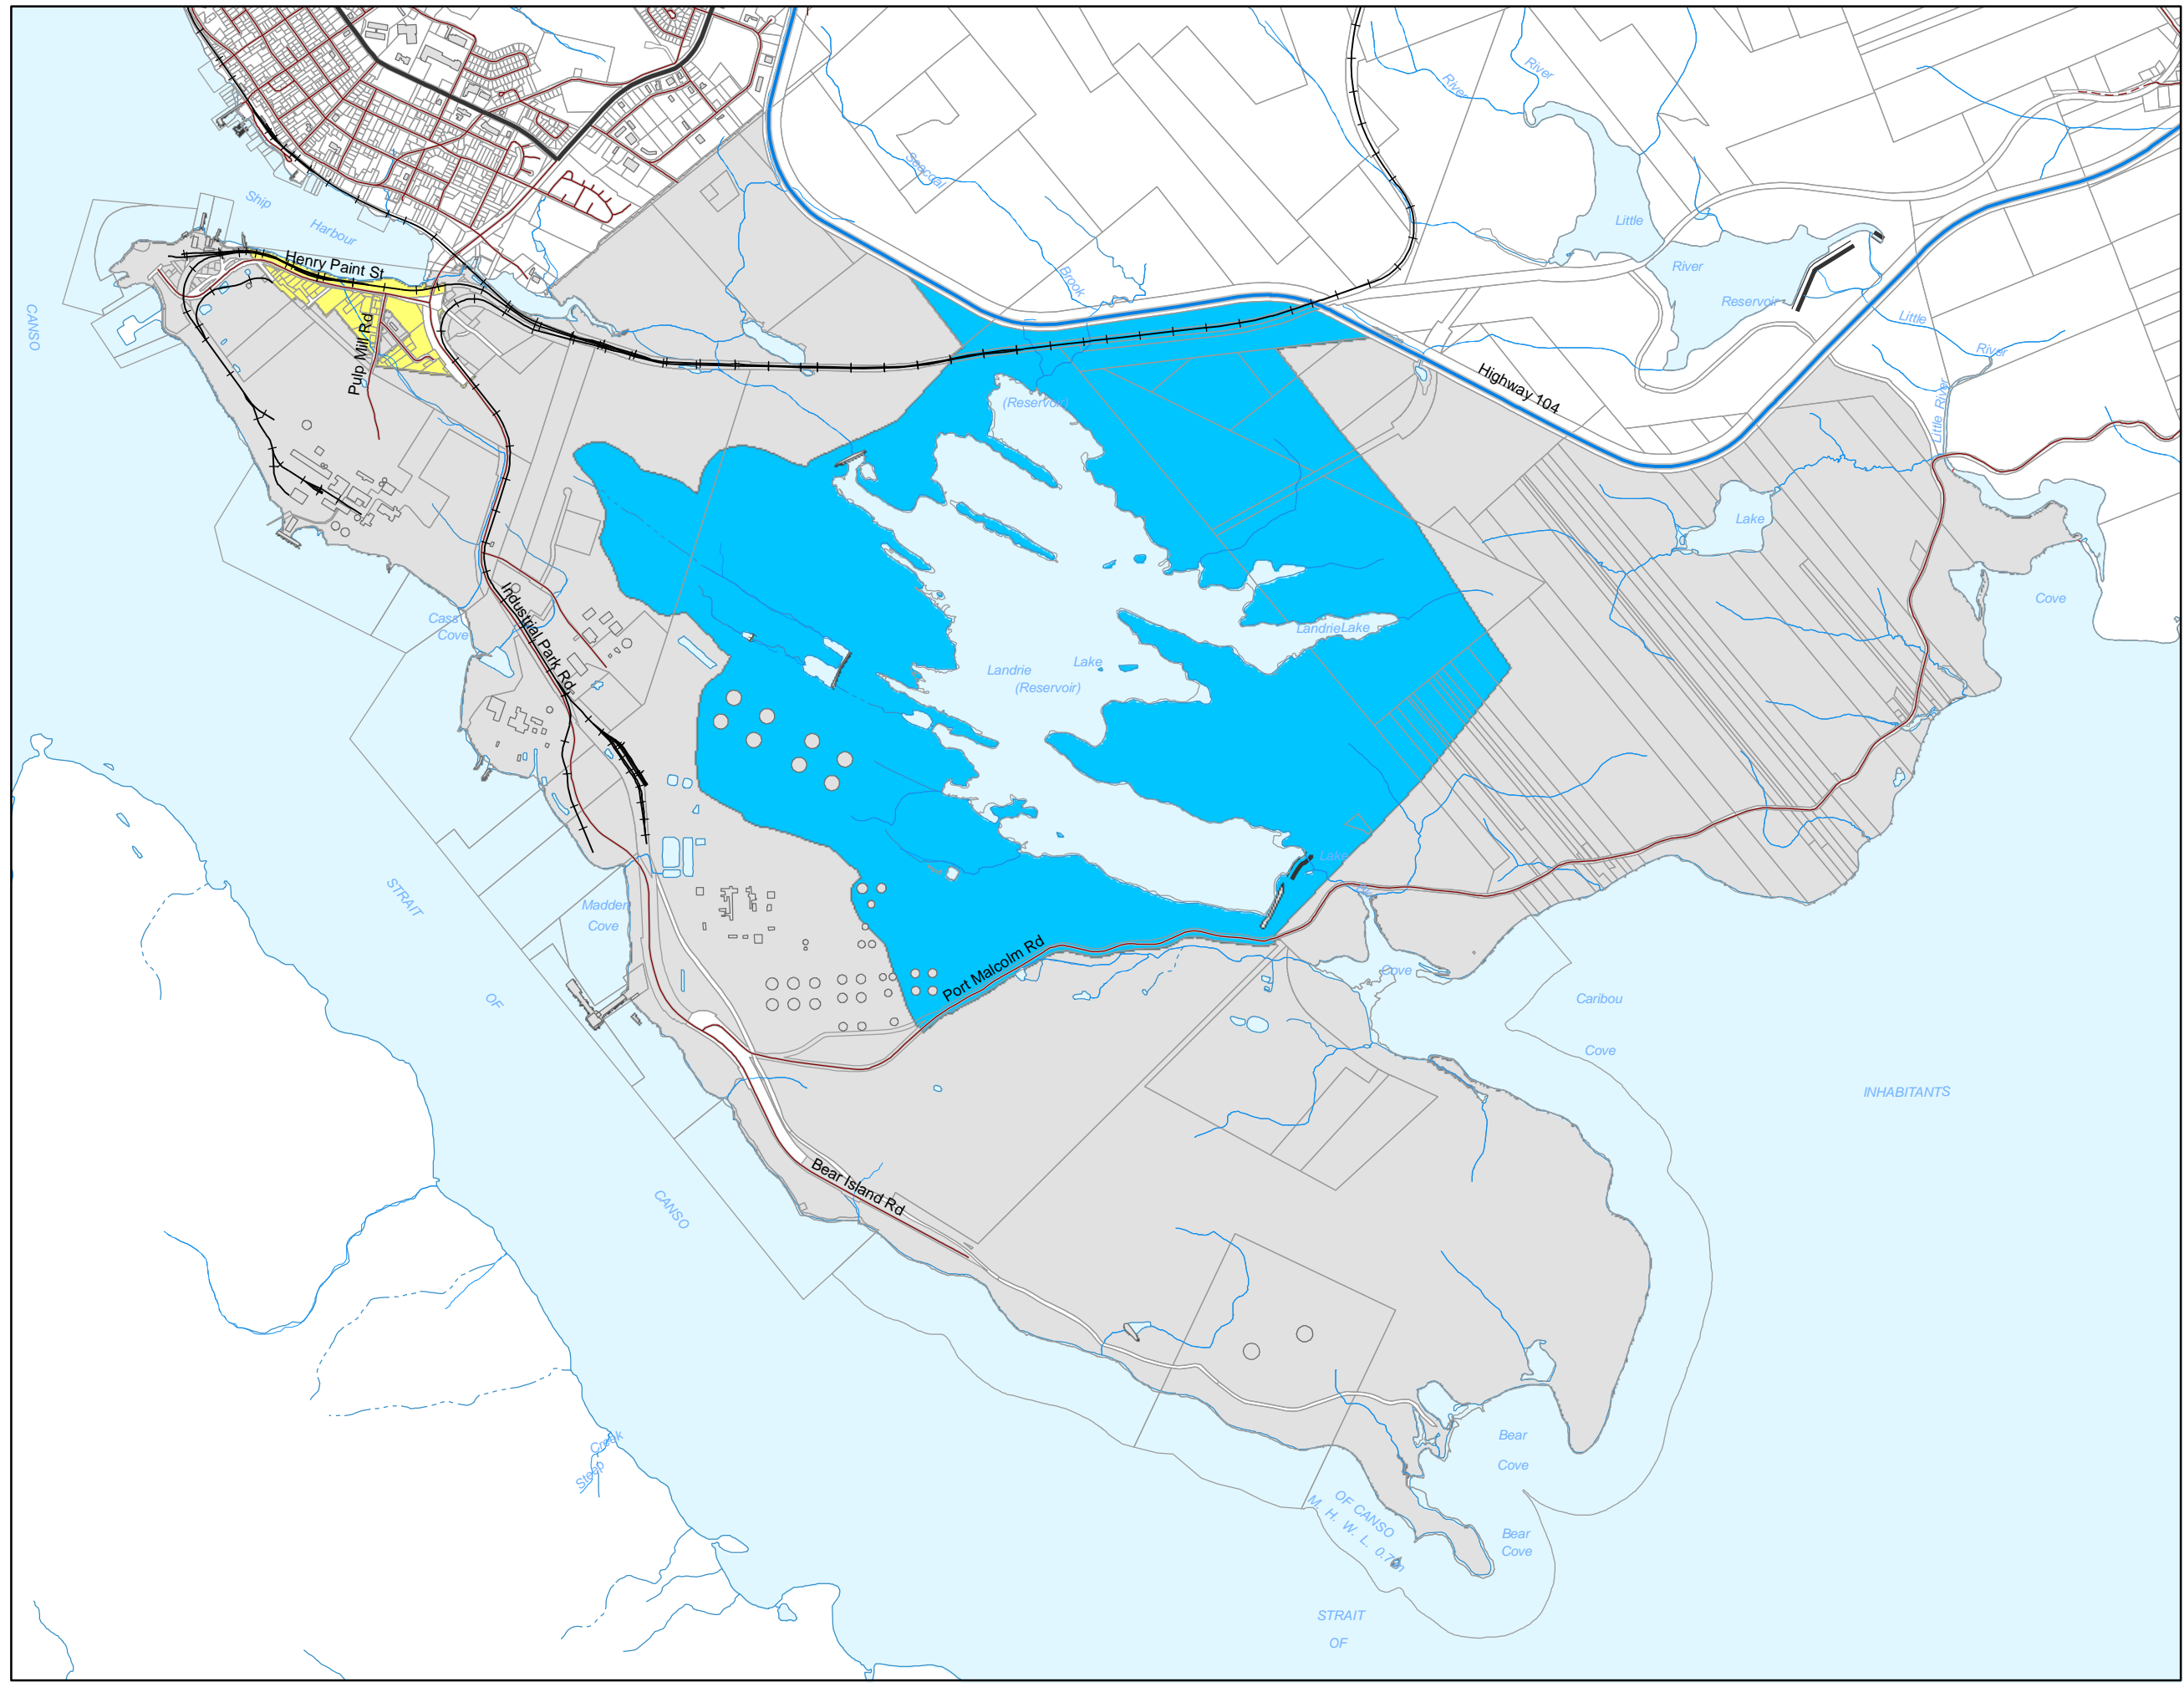 River
River
Seacoal
Brook
Ship
Harbour
Little
River
Reservoir
Little
River
Little River
Henry Paint St
Pulp Mill Rd
CANSO
Highway 104
(Reservoir)
Lake
Cove
Industrial Park Rd
Cass
Cove
Landrie Lake
Lake
Landrie
(Reservoir)
Lake
STRAIT
OF
CANSO
Madden
Cove
Port Malcolm Rd
Cove
Caribou
Cove
INHABITANTS
Bear Island Rd
Steep
Creek
Bear
Cove
OF CANSO
M. H. W. L. 0.7m
Bear
Cove
STRAIT
OF